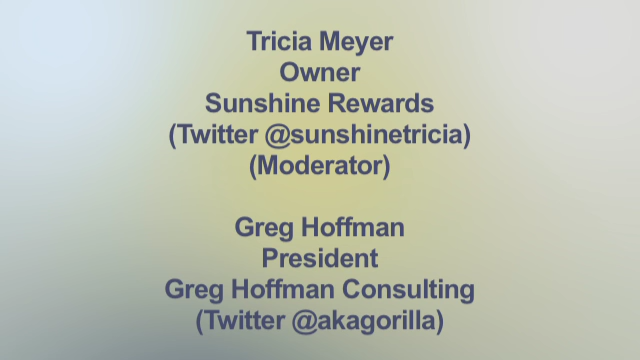 Tricia Meyer
Owner
Sunshine Rewards
(Twitter @sunshinetricia)
(Moderator)
Greg Hoffman
President
Greg Hoffman Consulting
(Twitter @akagorilla)